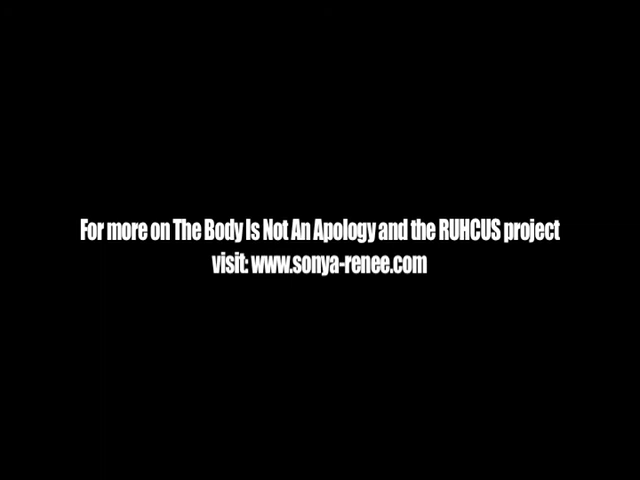 For more on The Body Is Not An Apology and the RUHCUS project
visit: www.sonya-renee.com